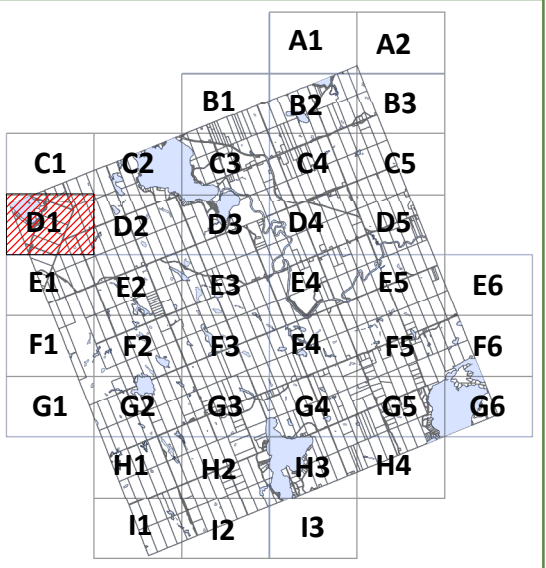 A1 A2
B1 B2 B3
C1 C2 C3 C4 C5
D1 D2 D3 D4 D5
E1 E2 E3 E4 E5 E6
F1 F2 F3 F4 F5 F6
G1 G2 G3 G4 G5 G6
H1 H2 H3 H4
I1 I2 I3